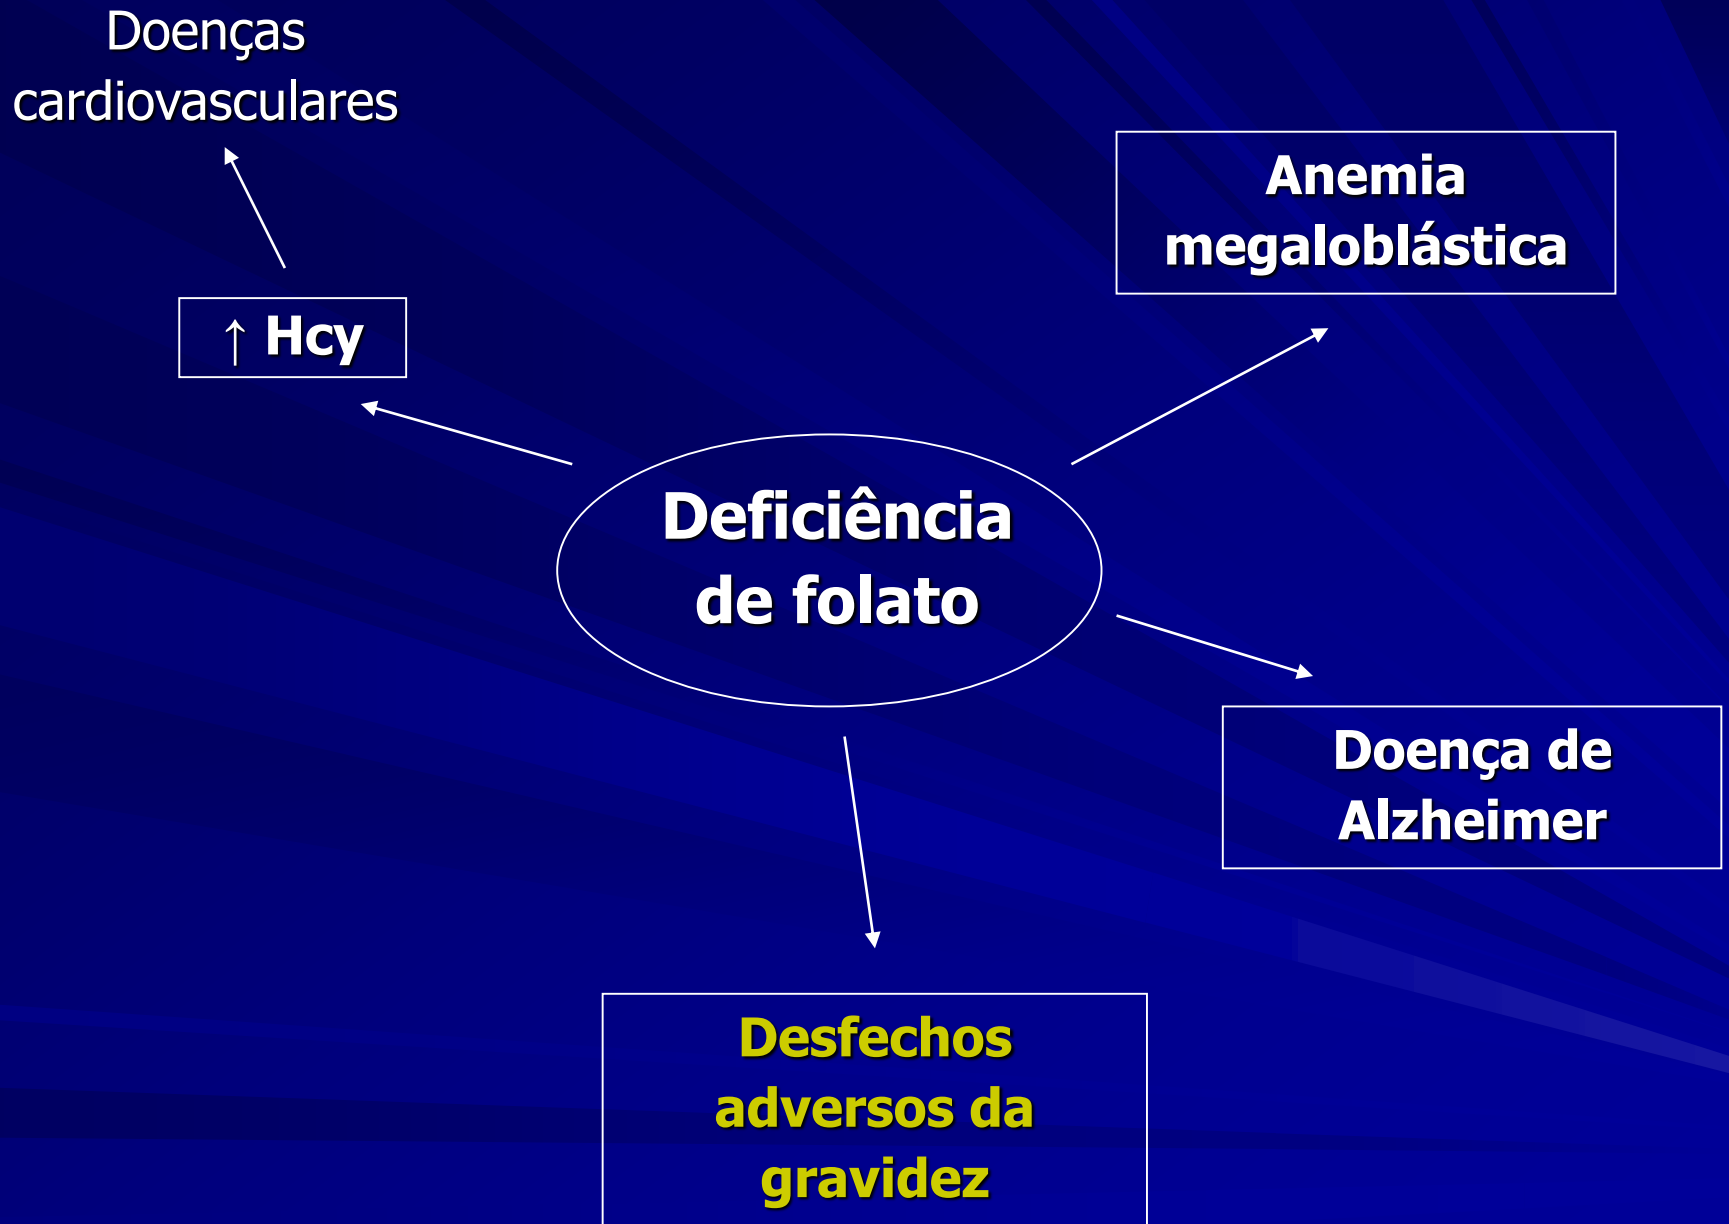 Doenças
cardiovasculares
Anemia
megaloblástica
↑ Hcy
Deficiência
de folato
Doença de
Alzheimer
Desfechos
adversos da
gravidez